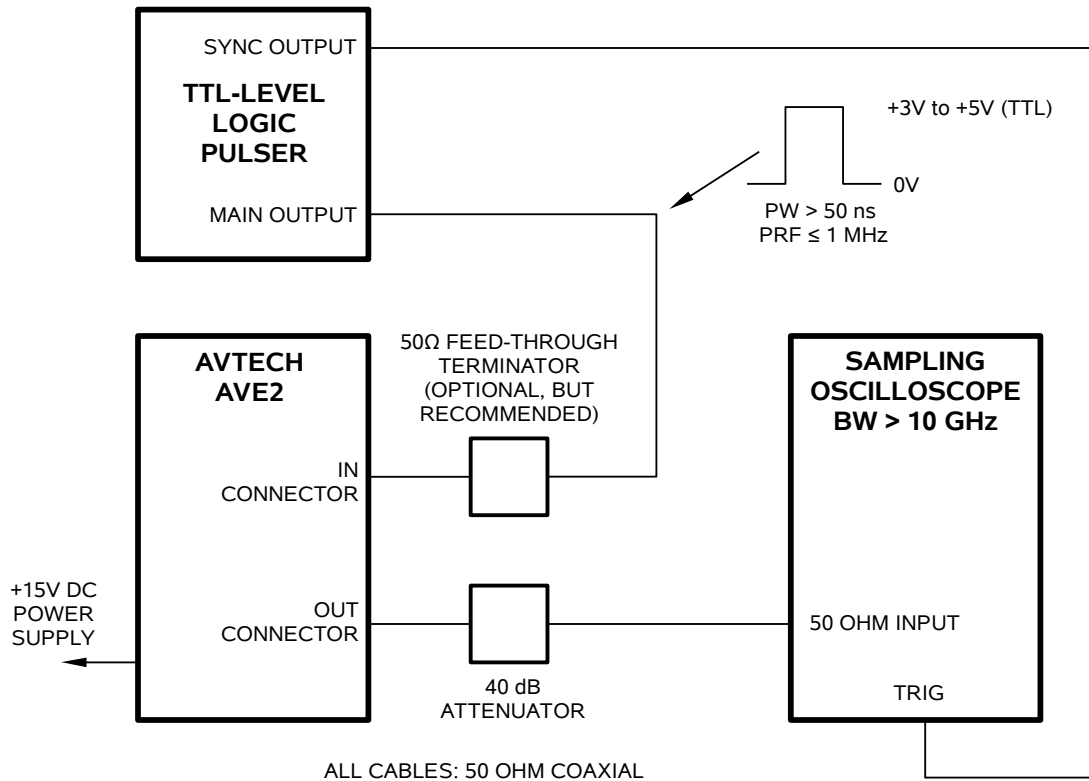 SYNC OUTPUT
TTL-LEVEL
LOGIC
PULSER
MAIN OUTPUT
+3V to +5V (TTL)
0V
PW > 50 ns
PRF ≤ 1 MHz
AVTECH
AVE2
IN
CONNECTOR
OUT
CONNECTOR
50Ω FEED-THROUGH
TERMINATOR
(OPTIONAL, BUT
RECOMMENDED)
SAMPLING
OSCILLOSCOPE
BW > 10 GHz
50 OHM INPUT
TRIG
+15V DC
POWER
SUPPLY
40 dB
ATTENUATOR
ALL CABLES: 50 OHM COAXIAL